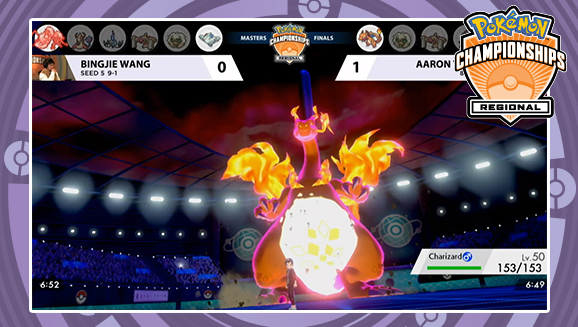 MASTERS
Pokémon
CHAMPIONSHIPS
REGIONAL
FINALS
Pokémon
CHAMPIONSHIPS
REGIONAL
BINGJIE WANG
SEED 5 9-1
0
1
AARON
Charizard♂ Lv.50
153/153
6:52
6:49